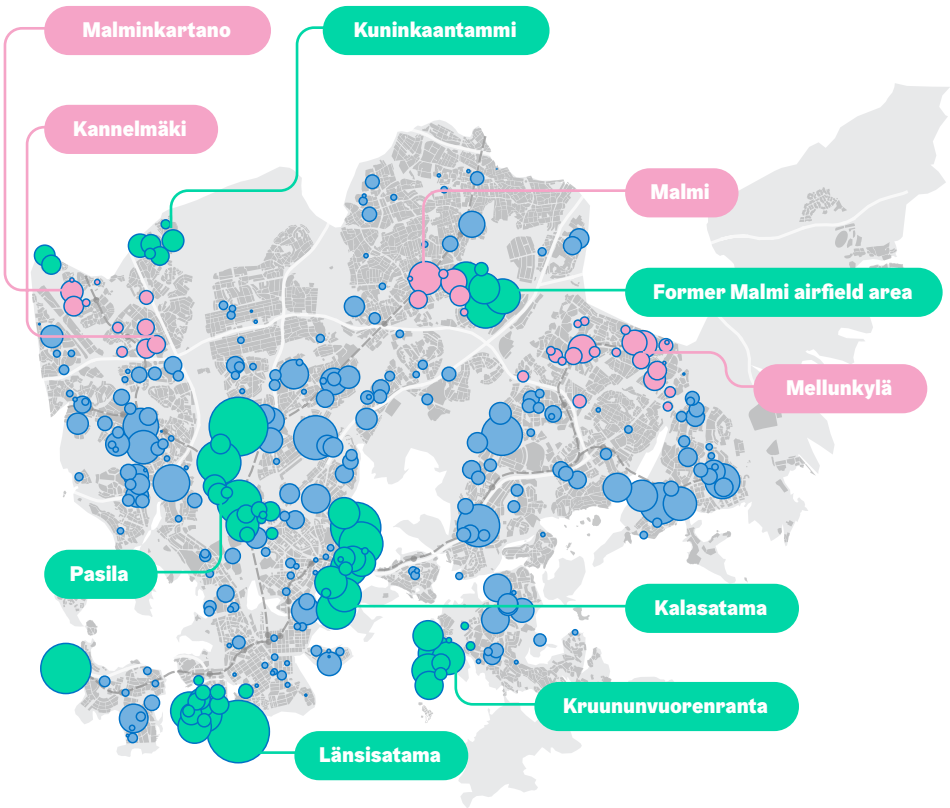 Malminkartano
Kuninkaantammi
Kannelmäki
Malmi
Former Malmi airfield area
Mellunkylä
Pasila
Kalasatama
Kruununvuorenranta
Länsisatama